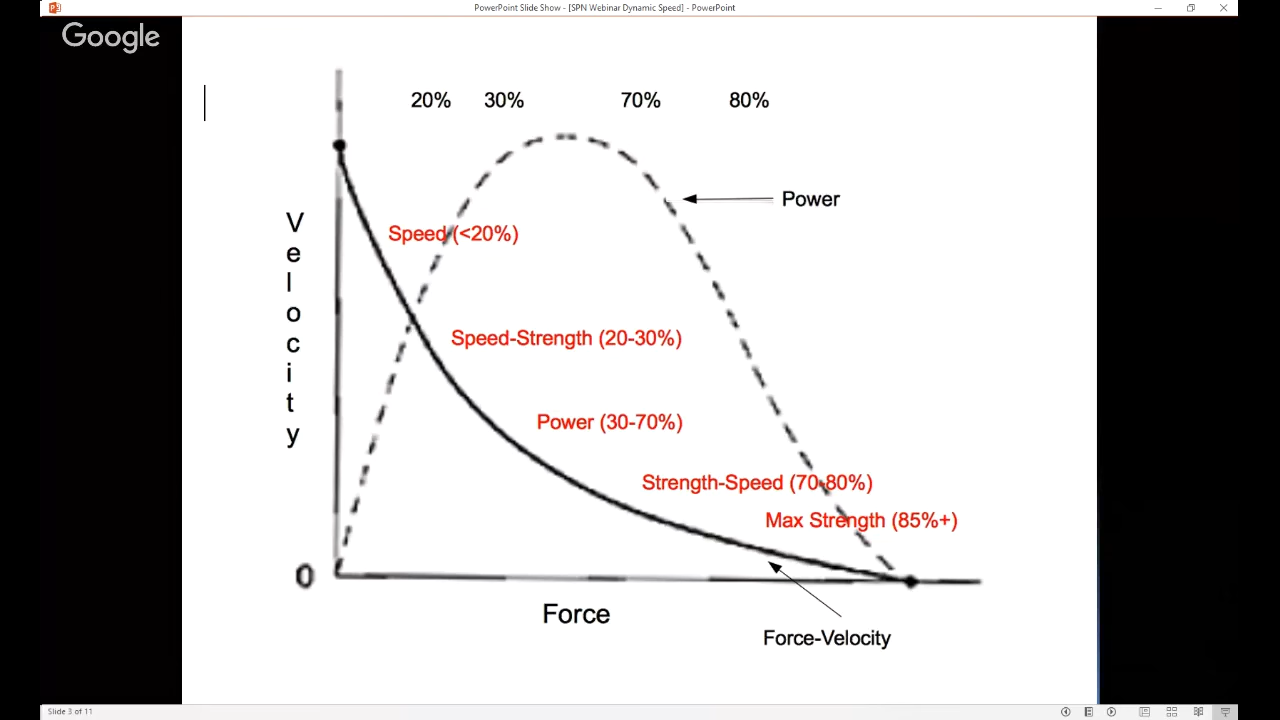 PowerPoint Slide Show - [SPN Webinar Dynamic Speed] - PowerPoint
Google
20% 30% 70% 80%
Power
Velocity
Speed (<20%)
Speed-Strength (20-30%)
Power (30-70%)
Strength-Speed (70-80%)
Max Strength (85%+)
0
Force
Force-Velocity
Slide 3 of 11